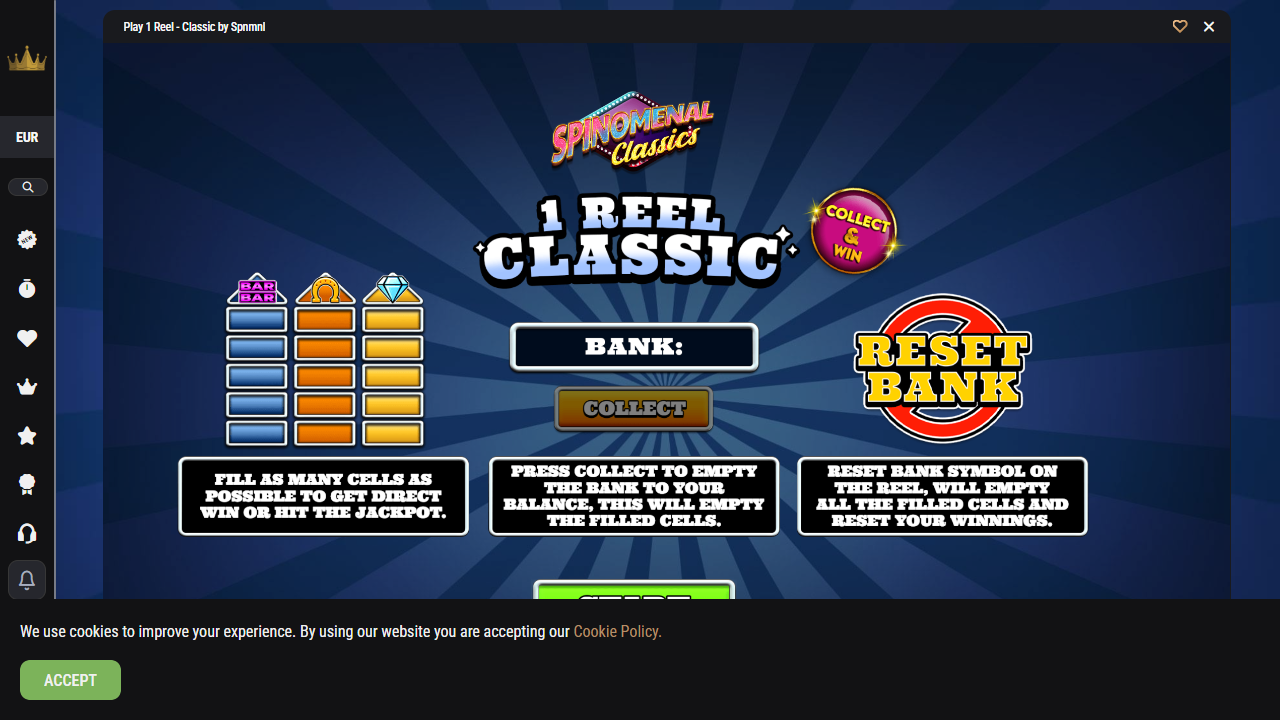 Play 1 Reel - Classic by Spnmnl
EUR
NEW
SPINOMENAL
Classics
1 REEL
CLASSIC
COLLECT
&
WIN
BAR
BAR
BANK:
COLLECT
RESET
BANK
FILL AS MANY CELLS AS
POSSIBLE TO GET DIRECT
WIN OR HIT THE JACKPOT.
PRESS COLLECT TO EMPTY
THE BANK TO YOUR
BALANCE, THIS WILL EMPTY
THE FILLED CELLS.
RESET BANK SYMBOL ON
THE REEL, WILL EMPTY
ALL THE FILLED CELLS AND
RESET YOUR WINNINGS.
We use cookies to improve your experience. By using our website you are accepting our Cookie Policy.
ACCEPT